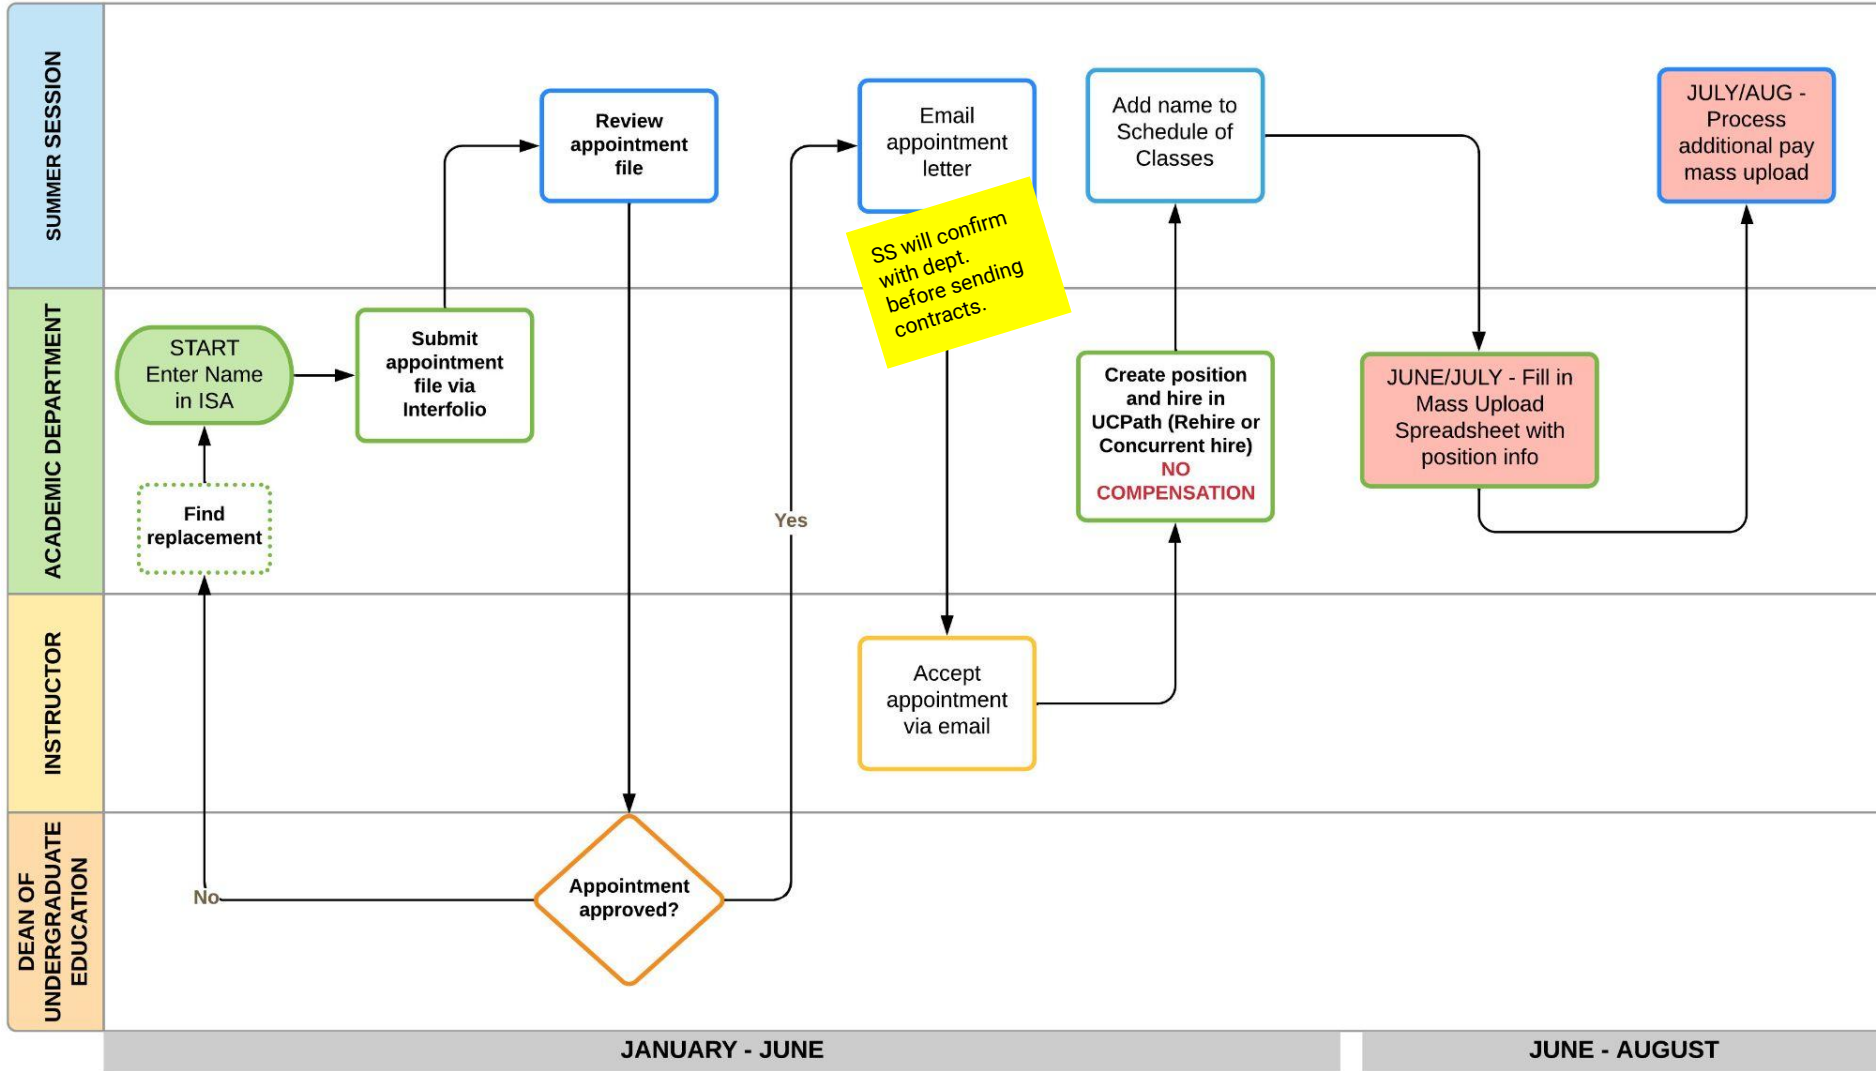 SUMMER SESSION
Review
appointment
file
Email
appointment
letter
SS will confirm
with dept.
before sending
contracts.
Add name to
Schedule of
Classes
JULY/AUG -
Process
additional pay
mass upload
ACADEMIC DEPARTMENT
START
Enter Name
in ISA
Submit
appointment
file via
Interfolio
Find
replacement
Yes
Create position
and hire in
UCPath (Rehire or
Concurrent hire)
NO
COMPENSATION
JUNE/JULY - Fill in
Mass Upload
Spreadsheet with
position info
INSTRUCTOR
Accept
appointment
via email
DEAN OF
UNDERGRADUATE
EDUCATION
No
Appointment
approved?
JANUARY - JUNE
JUNE - AUGUST